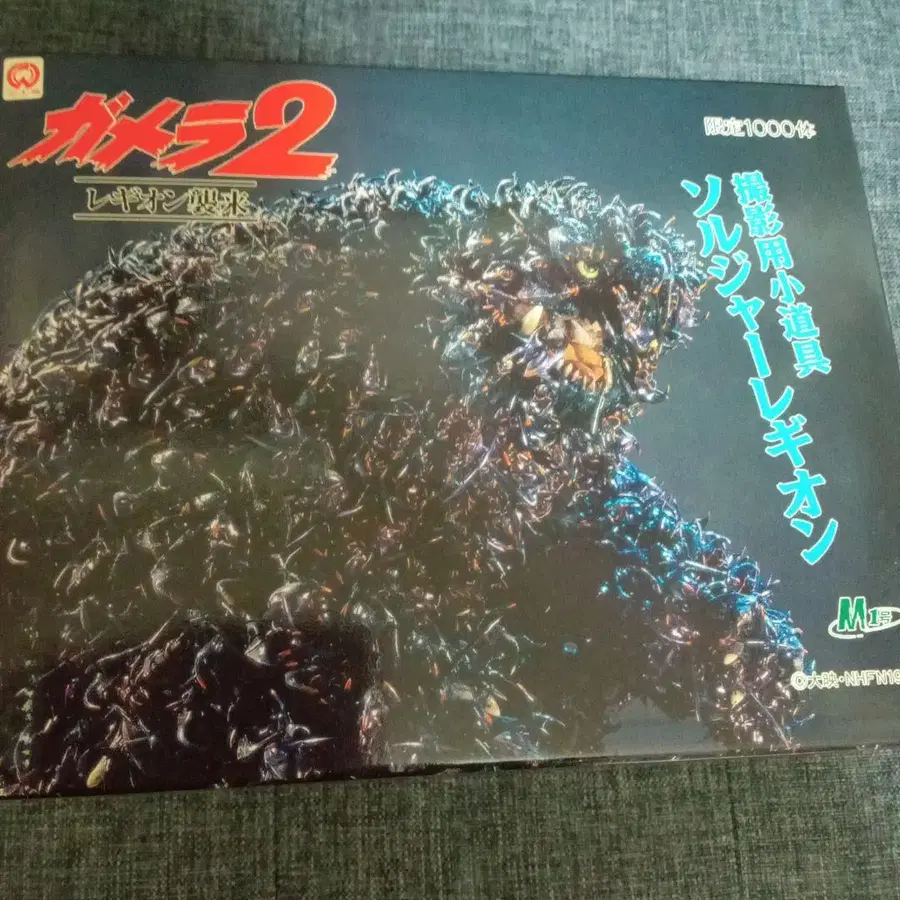 ガメラ2
レギオン襲来
限定1000体
撮影用小道具
ソルジャーレギオン
M1号
©大映・NHFN19